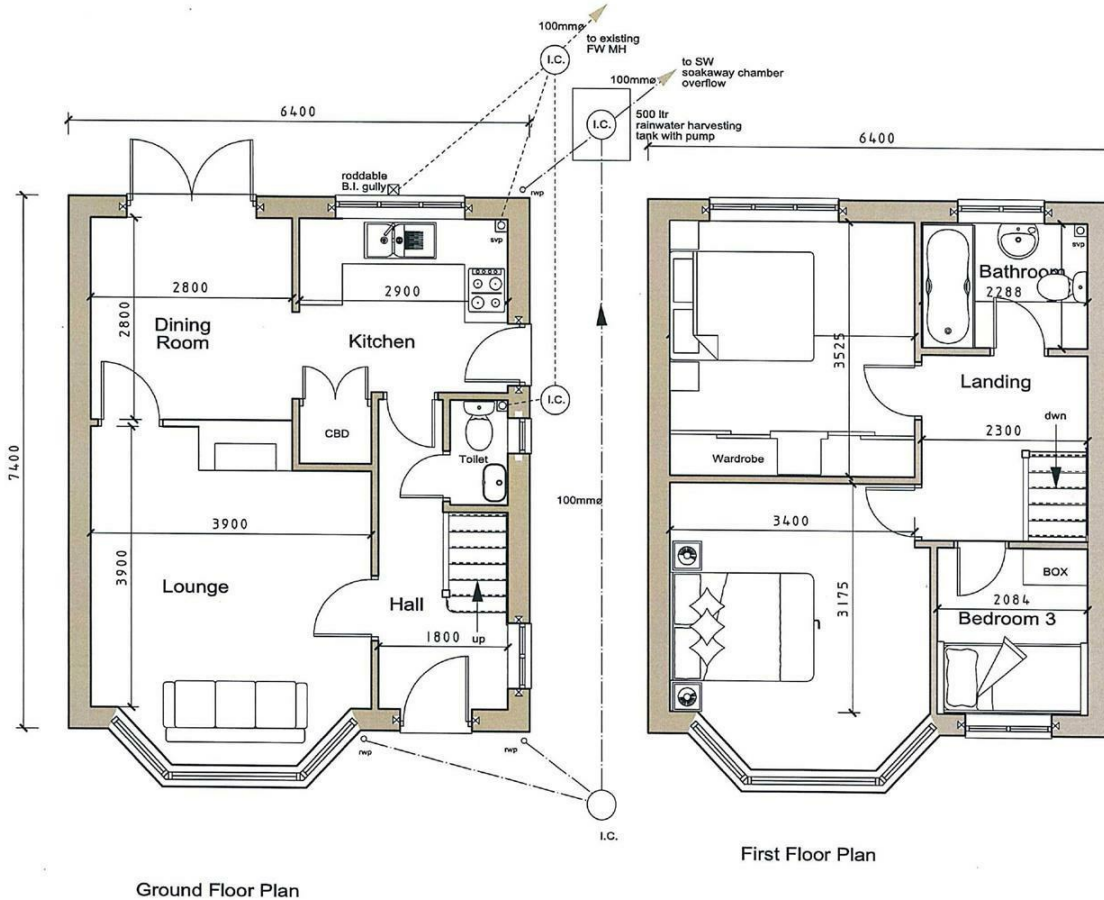 100mmø
to existing
FW MH
I.C.
100mmø
to SW
soakaway chamber
overflow
6400
I.C.
500 ltr
rainwater harvesting
tank with pump
6400
roddable
B.I. gully
rwp
svp
svp
Bathroom
2288
2800
2900
2800
Dining
Room
Kitchen
3525
Landing
I.C.
dwn
CBD
2300
Toilet
Wardrobe
7400
100mmø
3900
3400
3900
Lounge
BOX
3175
2084
Hall
Bedroom 3
1800
up
rwp
rwp
I.C.
First Floor Plan
Ground Floor Plan